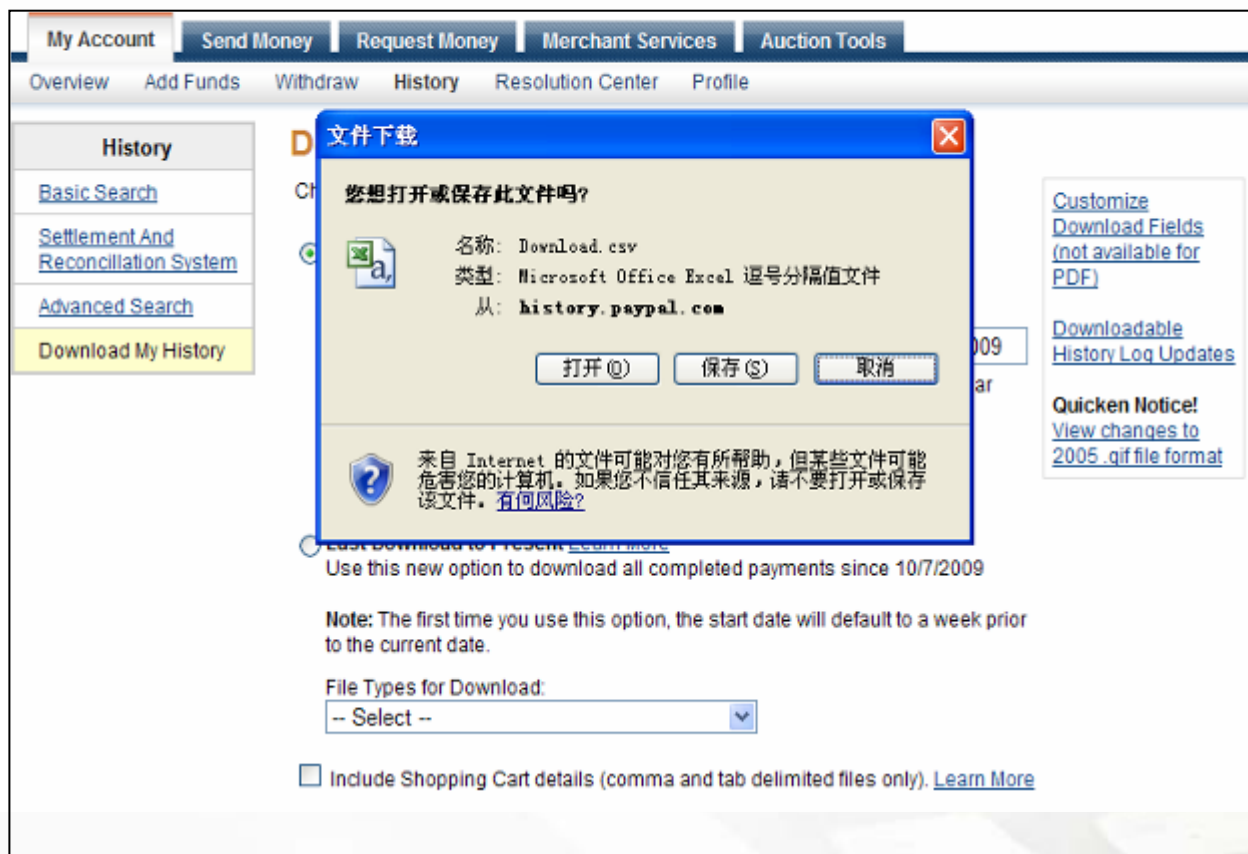 My Account Send Money Request Money Merchant Services Auction Tools
Overview Add Funds Withdraw History Resolution Center Profile
History
Basic Search
Settlement And
Reconcillation System
Advanced Search
Download My History
文件下载
您想打开或保存此文件吗?
名称: Download.csv
类型: Microsoft Office Excel 逗号分隔值文件
从: history.paypal.com
打开(O) 保存(S) 取消
来自 Internet 的文件可能对您有所帮助，但某些文件可能
危害您的计算机。如果您不信任其来源，请不要打开或保存
该文件。有何风险?
Customize
Download Fields
(not available for
PDF)
Downloadable
History Log Updates
Quicken Notice!
View changes to
2005 .qif file format
Last Download to Present Learn More
Use this new option to download all completed payments since 10/7/2009
Note: The first time you use this option, the start date will default to a week prior
to the current date.
File Types for Download:
-- Select --
Include Shopping Cart details (comma and tab delimited files only). Learn More